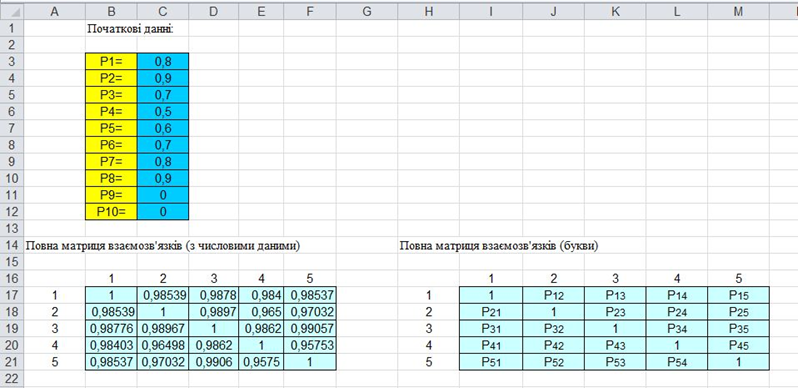 A B C D E F G H I J K L M
1 Початкові данні:
2
3 P1= 0,8
4 P2= 0,9
5 P3= 0,7
6 P4= 0,5
7 P5= 0,6
8 P6= 0,7
9 P7= 0,8
10 P8= 0,9
11 P9= 0
12 P10= 0
13
14 Повна матриця взаємозв'язків (з числовими даними) Повна матриця взаємозв'язків (букви)
15
16 1 2 3 4 5 1 2 3 4 5
17 1 1 0,98539 0,9878 0,984 0,98537 1 1 P12 P13 P14 P15
18 2 0,98539 1 0,9897 0,965 0,97032 2 P21 1 P23 P24 P25
19 3 0,98776 0,98967 1 0,9862 0,99057 3 P31 P32 1 P34 P35
20 4 0,98403 0,96498 0,9862 1 0,95753 4 P41 P42 P43 1 P45
21 5 0,98537 0,97032 0,9906 0,9575 1 5 P51 P52 P53 P54 1
22